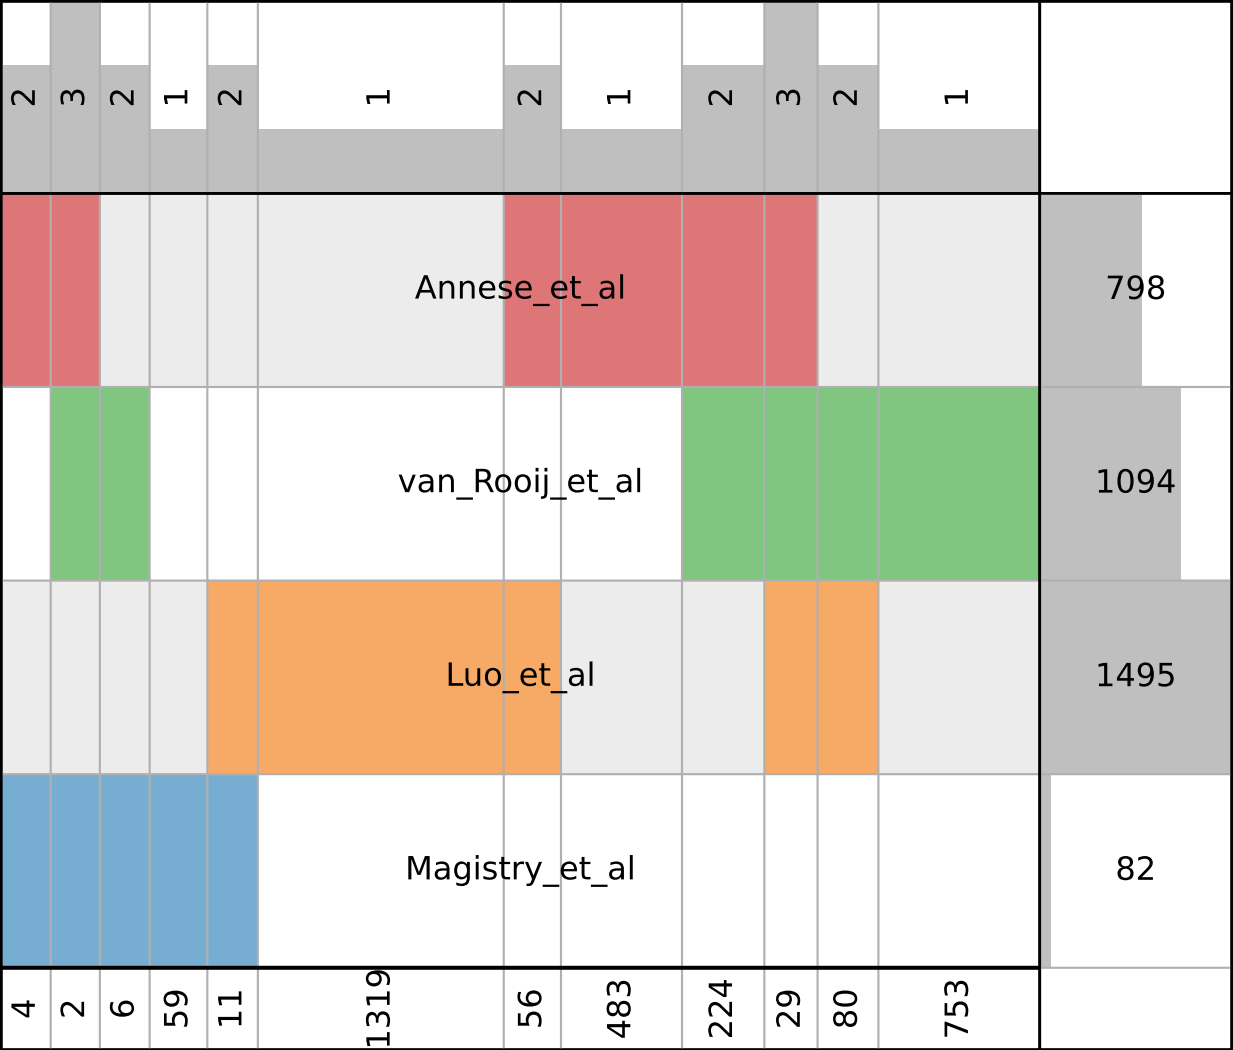 2 3 2 1 2 1 2 1 2 3 2 1
Annese_et_al 798
van_Rooij_et_al 1094
Luo_et_al 1495
Magistry_et_al 82
4 2 6 59 11 1319 56 483 224 29 80 753